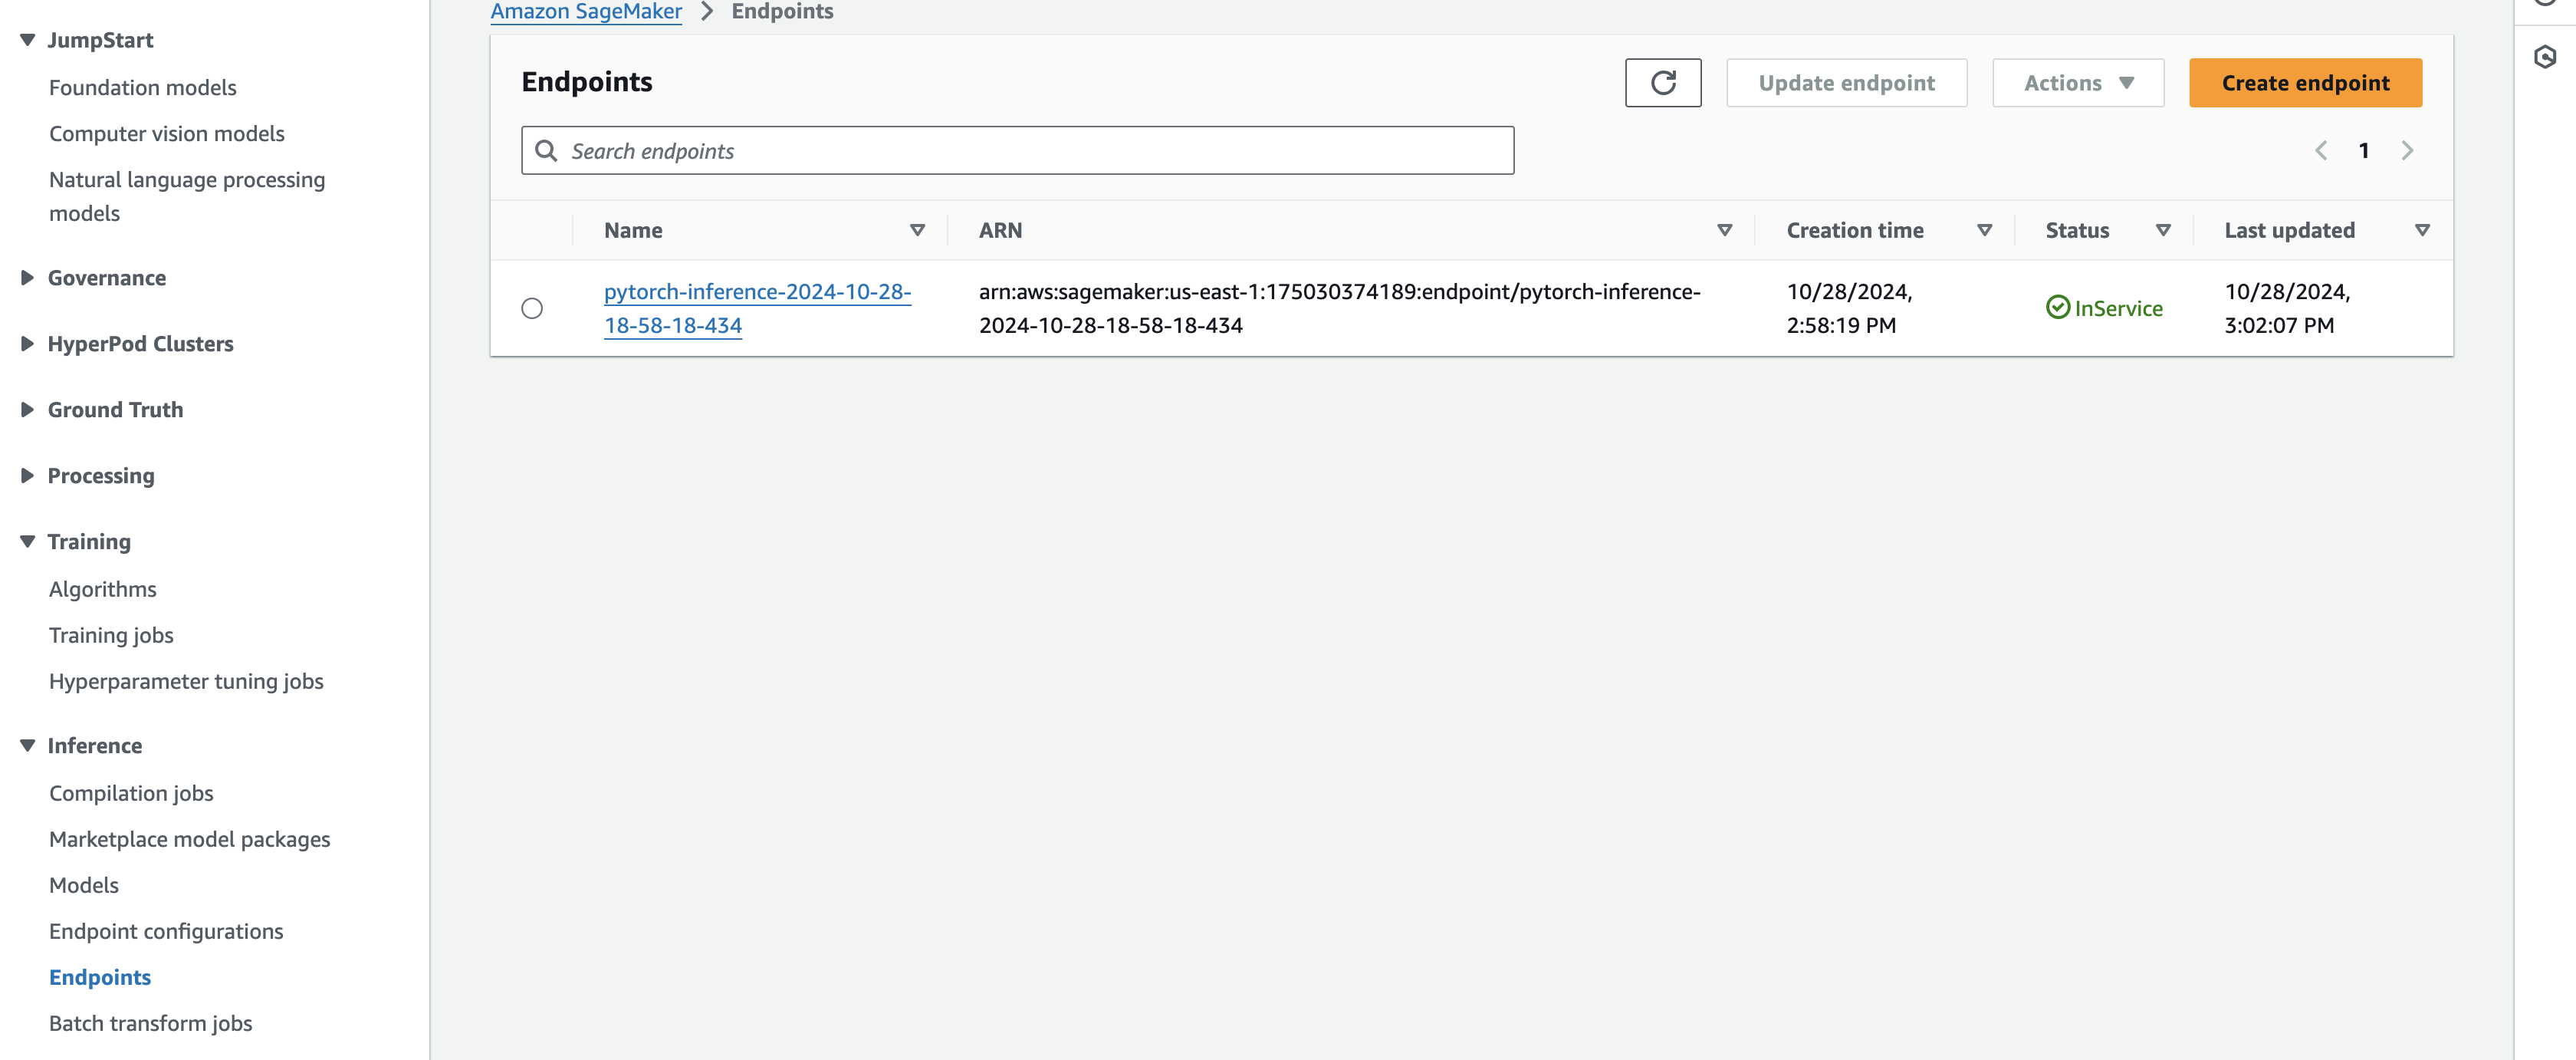 JumpStart
Foundation models
Computer vision models
Natural language processing
models
Governance
HyperPod Clusters
Ground Truth
Processing
Training
Algorithms
Training jobs
Hyperparameter tuning jobs
Inference
Compilation jobs
Marketplace model packages
Models
Endpoint configurations
Endpoints
Batch transform jobs
Amazon SageMaker > Endpoints
Endpoints
Update endpoint
Actions
Create endpoint
Search endpoints
1
Name ARN Creation time Status Last updated
pytorch-inference-2024-10-28-
18-58-18-434
arn:aws:sagemaker:us-east-1:175030374189:endpoint/pytorch-inference-
2024-10-28-18-58-18-434
10/28/2024,
2:58:19 PM
InService
10/28/2024,
3:02:07 PM